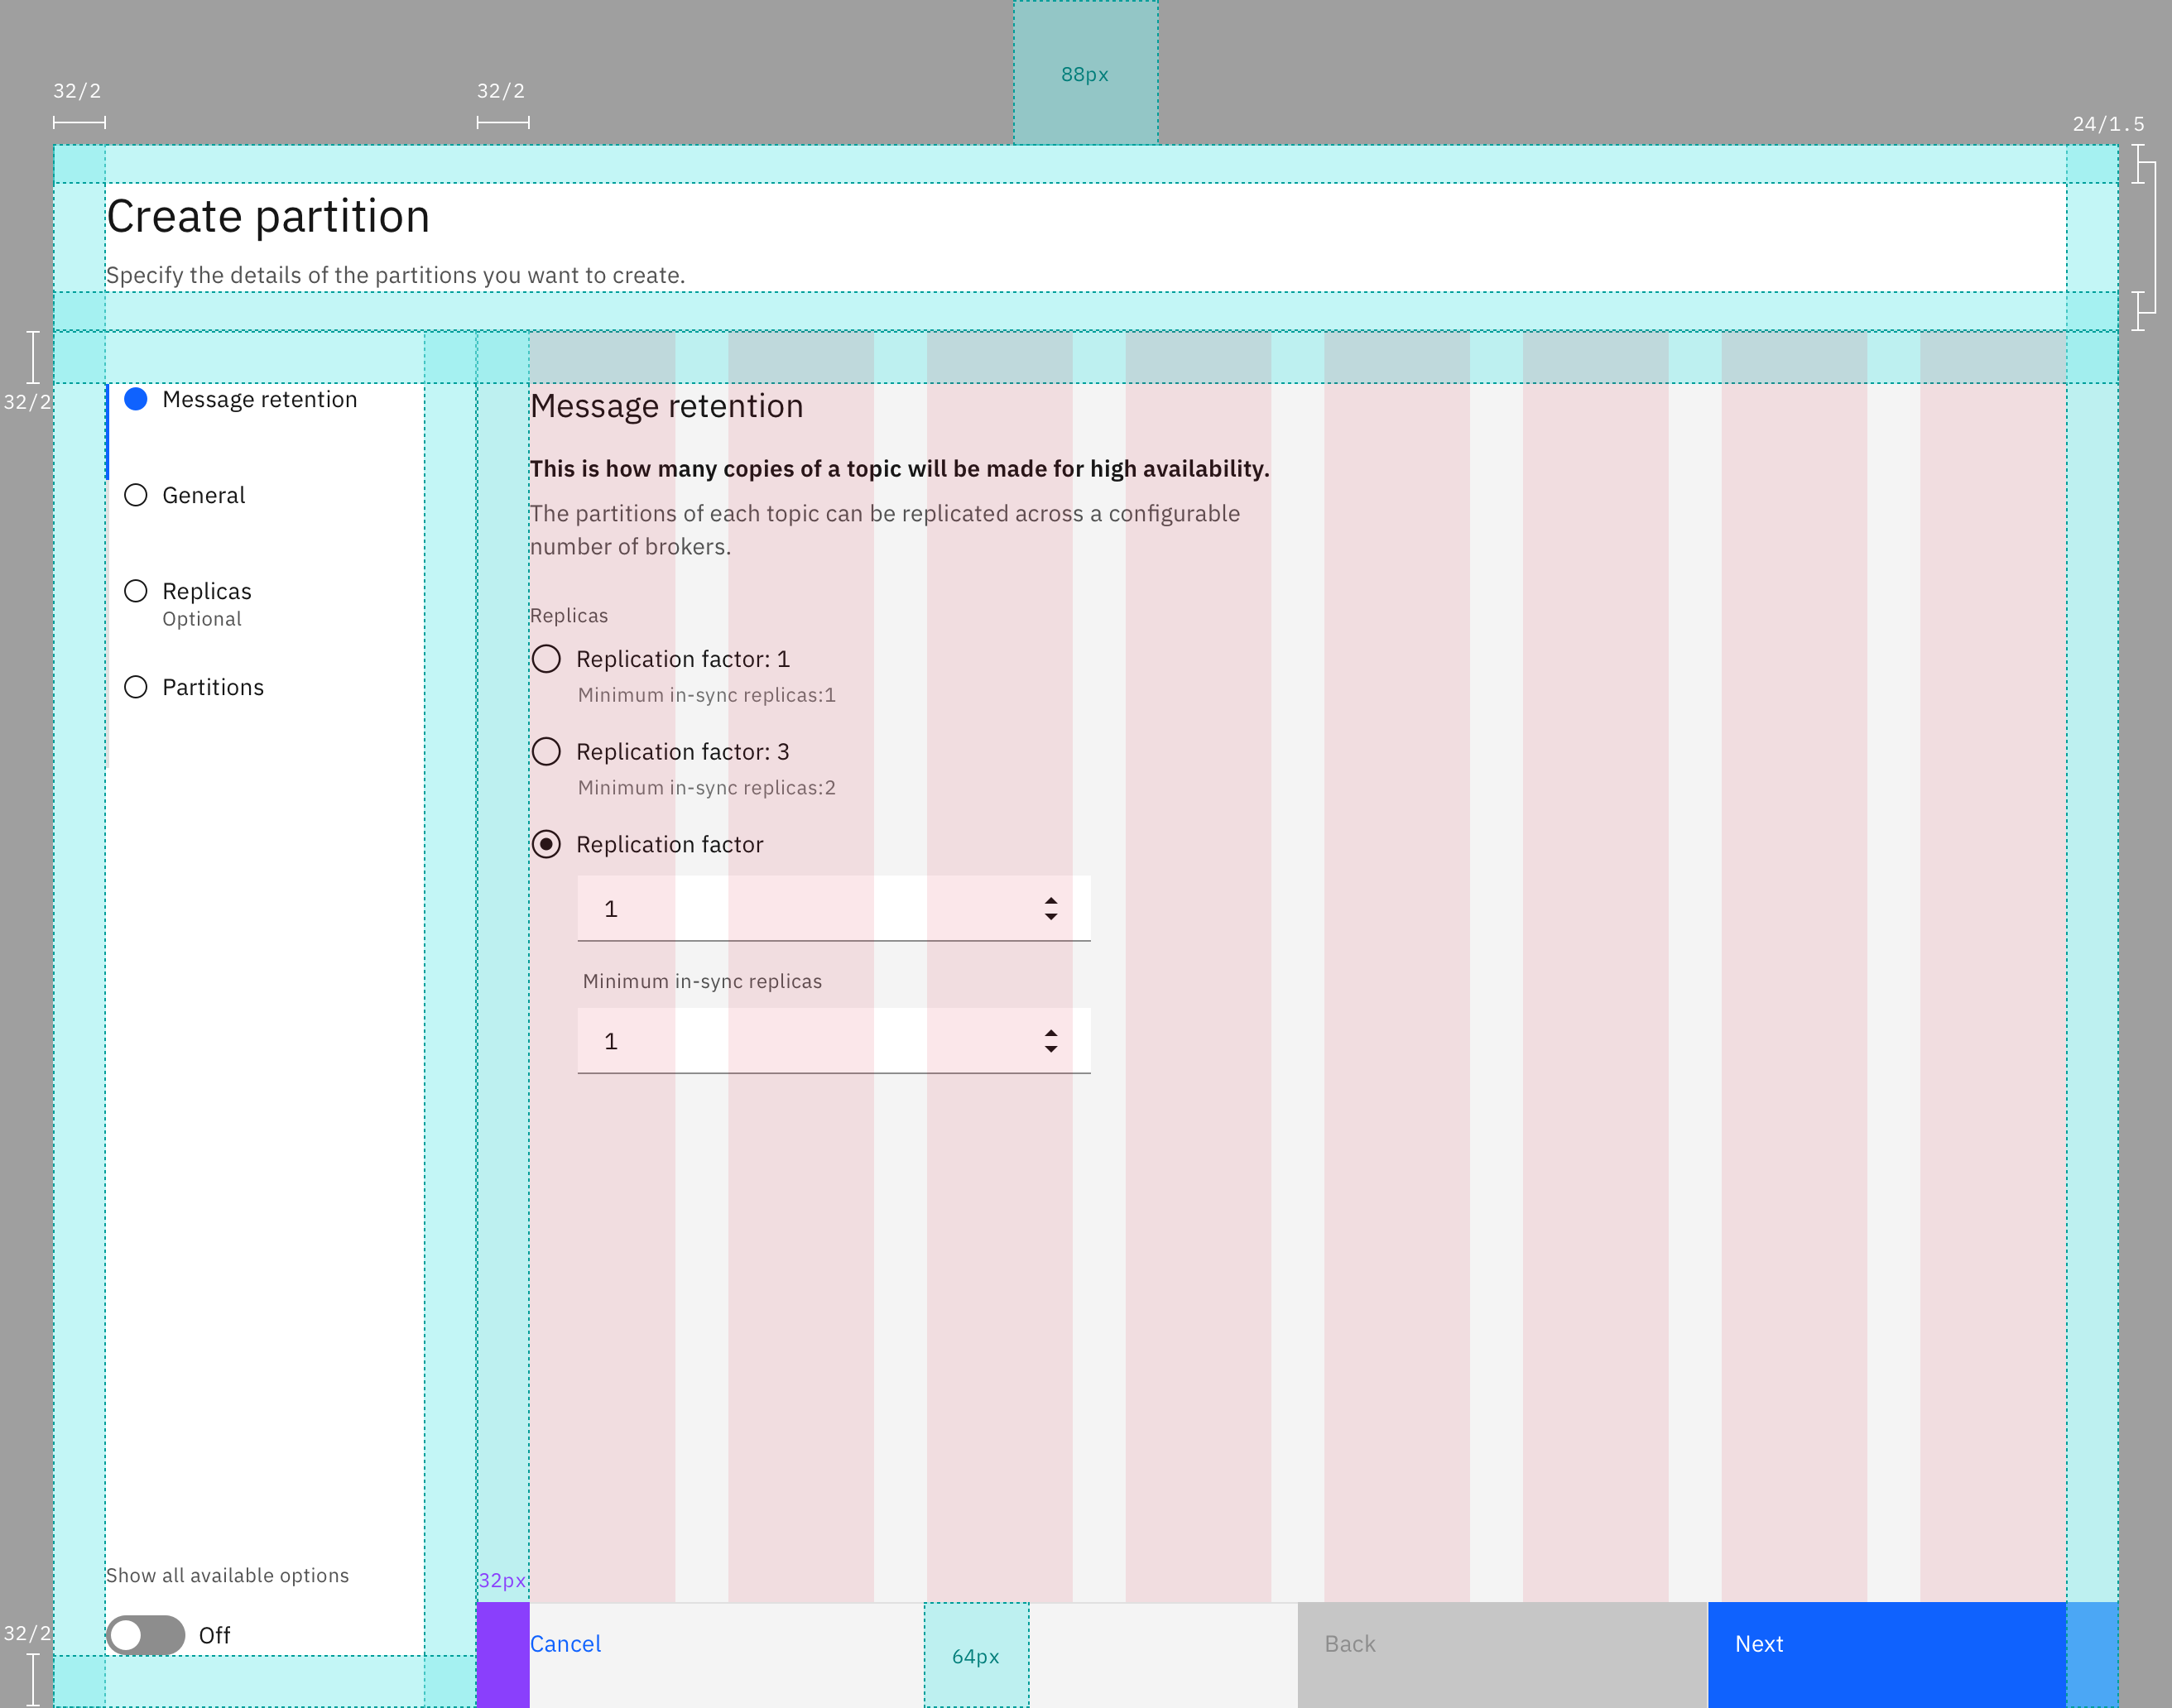 88px
32/2
32/2
24/1.5
Create partition
Specify the details of the partitions you want to create.
32/2
Message retention
General
Replicas
Optional
Partitions
Message retention
This is how many copies of a topic will be made for high availability.
The partitions of each topic can be replicated across a configurable
number of brokers.
Replicas
Replication factor: 1
Minimum in-sync replicas:1
Replication factor: 3
Minimum in-sync replicas:2
Replication factor
1
Minimum in-sync replicas
1
Show all available options
Off
32/2
32px
Cancel
64px
Back
Next